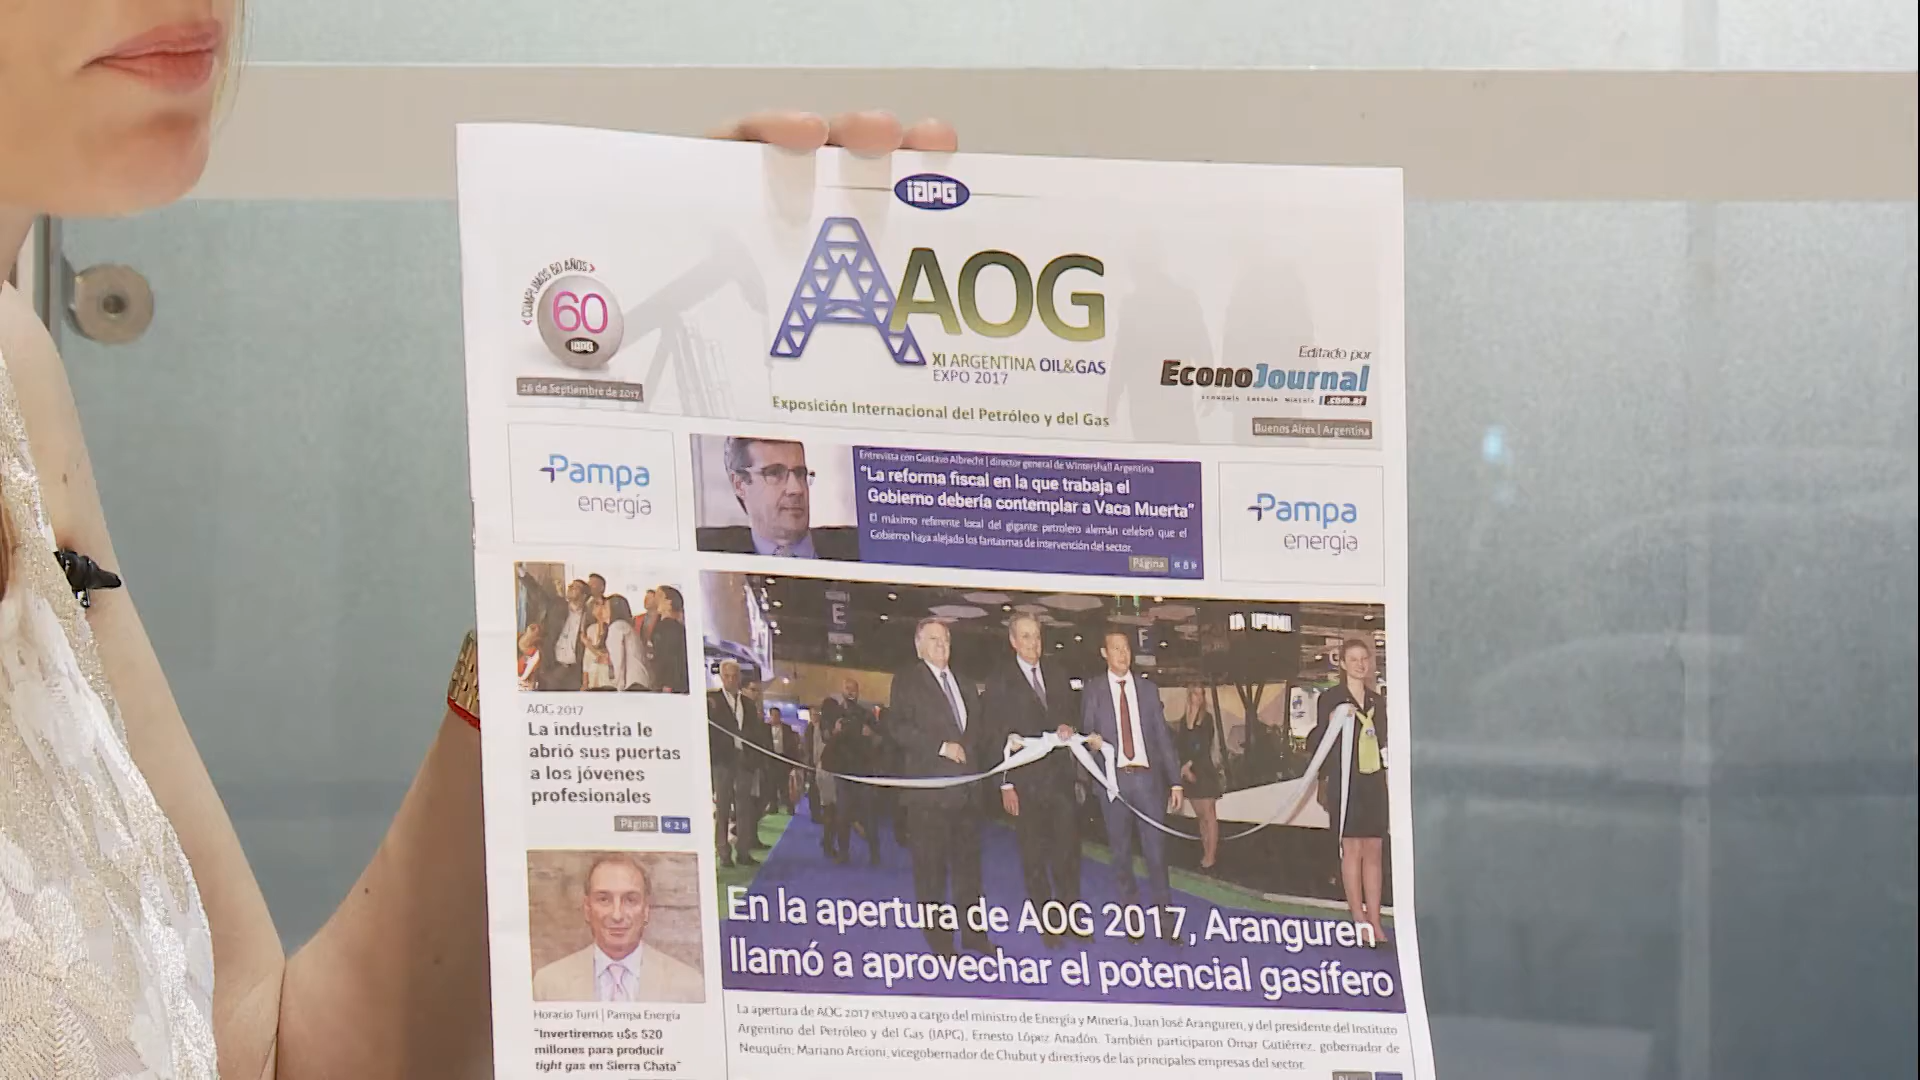 iapg
AOG
XI ARGENTINA OIL&GAS
EXPO 2017
Exposición Internacional del Petróleo y del Gas
< CUMPLIMOS 60 AÑOS >
60
iapg
26 de Septiembre de 2017
Editado por
EconoJournal
.com.ar
Buenos Aires | Argentina
Pampa
energía
Entrevista con Gustavo Albrecht | director general de Wintershall Argentina
"La reforma fiscal en la que trabaja el
Gobierno debería contemplar a Vaca Muerta"
El máximo referente local del gigante petrolero alemán celebró que el
Gobierno haya alejado los fantasmas de intervención del sector.
Página « 8 »
Pampa
energía
AOG 2017
La industria le
abrió sus puertas
a los jóvenes
profesionales
Página « 2 »
E
F
En la apertura de AOG 2017, Aranguren
llamó a aprovechar el potencial gasífero
La apertura de AOG 2017 estuvo a cargo del ministro de Energía y Minería, Juan José Aranguren, y del presidente del Instituto
Argentino del Petróleo y del Gas (IAPG), Ernesto López Anadón. También participaron Omar Gutiérrez, gobernador de
Neuquén; Mariano Arcioni, vicegobernador de Chubut y directivos de las principales empresas del sector.
Horacio Turri | Pampa Energía
"Invertiremos u$s 520
millones para producir
tight gas en Sierra Chata"